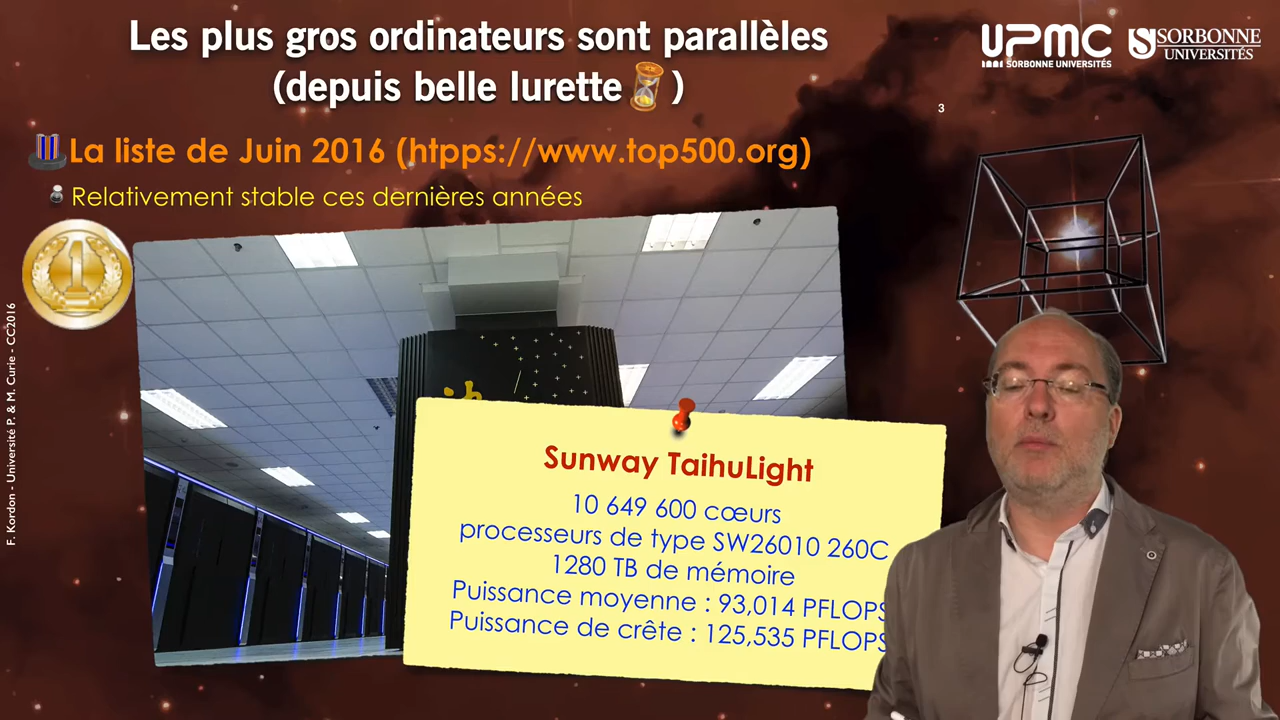 Les plus gros ordinateurs sont parallèles
(depuis belle lurette )
UPMC
SORBONNE UNIVERSITÉS
SORBONNE
UNIVERSITÉS
3
La liste de Juin 2016 (htpps://www.top500.org)
Relativement stable ces dernières années
1
Sunway TaihuLight
10 649 600 cœurs
processeurs de type SW26010 260C
1280 TB de mémoire
Puissance moyenne : 93,014 PFLOPS
Puissance de crête : 125,535 PFLOPS
F. Kordon - Université P. & M. Curie - CC2016